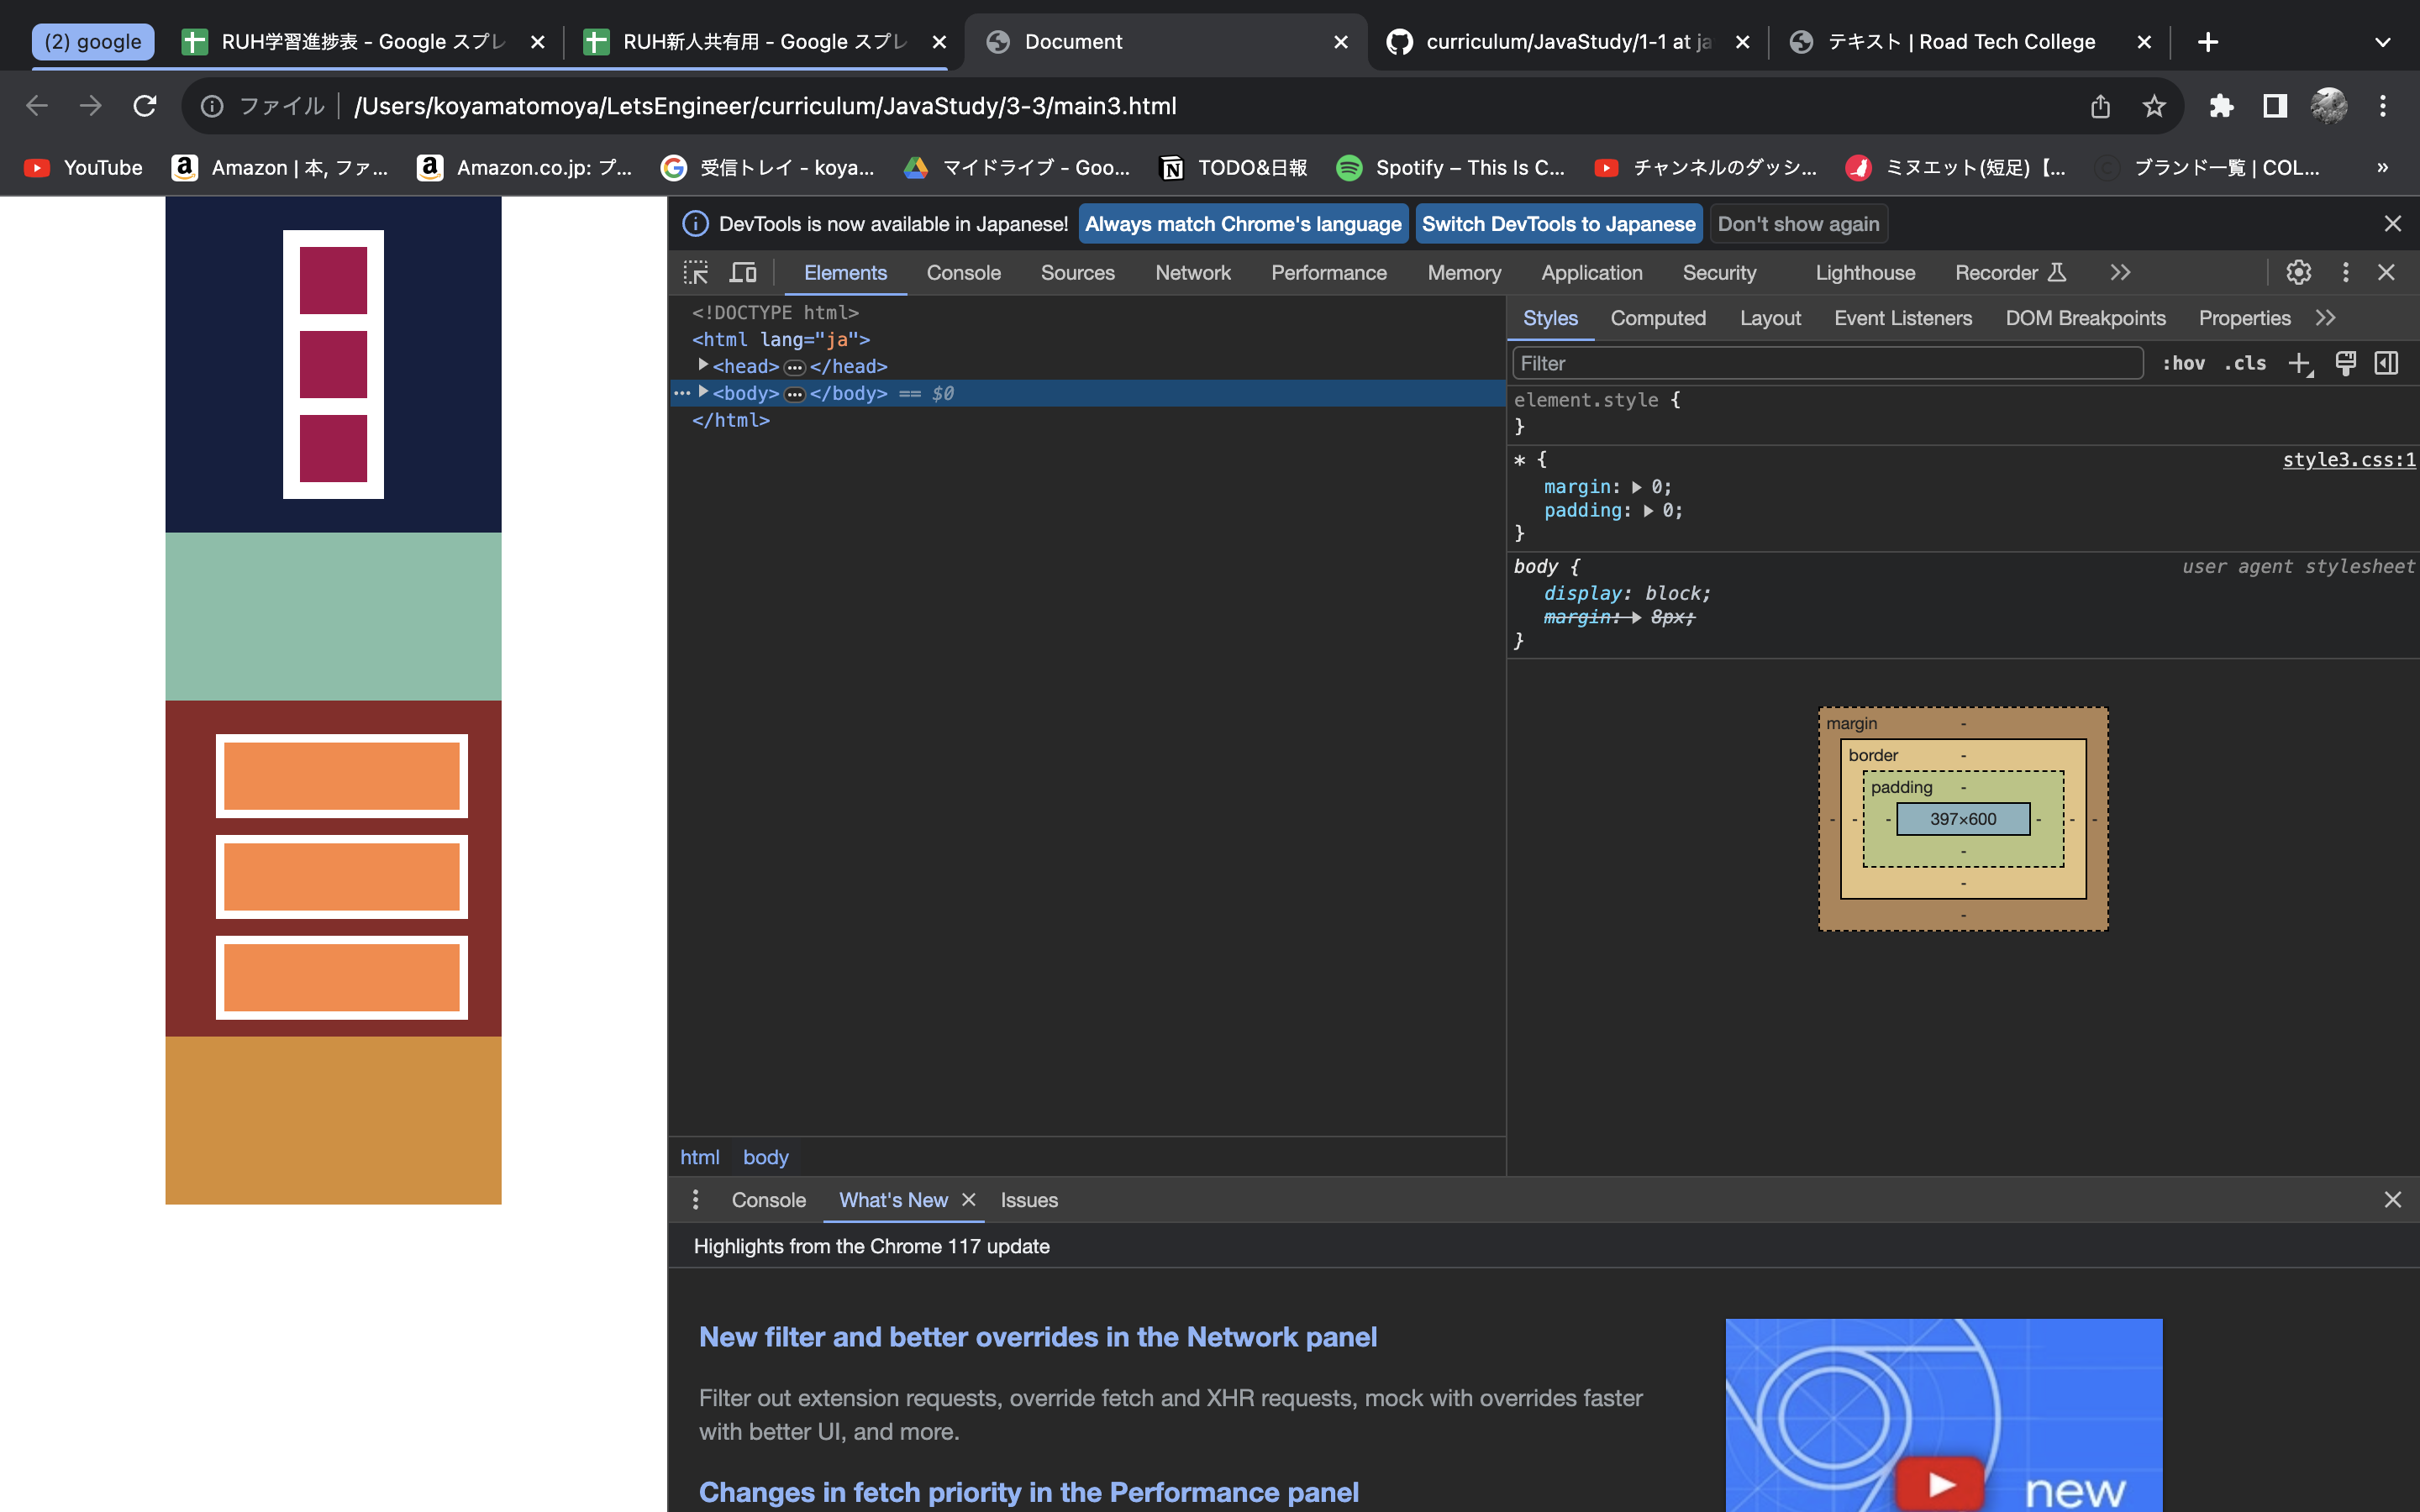 (2) google
RUH学習進捗表 - Google スプレ
RUH新人共有用 - Google スプレ
Document
curriculum/JavaStudy/1-1 at ja
テキスト | Road Tech College
ファイル
/Users/koyamatomoya/LetsEngineer/curriculum/JavaStudy/3-3/main3.html
YouTube
Amazon | 本, ファ...
Amazon.co.jp: プ...
受信トレイ - koya...
マイドライブ - Goo...
TODO&日報
Spotify – This Is C...
チャンネルのダッシ...
ミヌエット(短足)【...
ブランド一覧 | COL...
»
DevTools is now available in Japanese!
Always match Chrome's language
Switch DevTools to Japanese
Don't show again
Elements
Console
Sources
Network
Performance
Memory
Application
Security
Lighthouse
Recorder
<!DOCTYPE html>
<html lang="ja">
<head>…</head>
<body>…</body> == $0
</html>
Styles
Computed
Layout
Event Listeners
DOM Breakpoints
Properties
Filter
:hov
.cls
element.style {
}
* {
style3.css:1
margin: 0;
padding: 0;
}
body {
user agent stylesheet
display: block;
margin: 8px;
}
margin -
border -
padding -
- - - 397×600 - - -
-
-
-
html
body
Console
What's New
Issues
Highlights from the Chrome 117 update
New filter and better overrides in the Network panel
Filter out extension requests, override fetch and XHR requests, mock with overrides faster
with better UI, and more.
Changes in fetch priority in the Performance panel
new